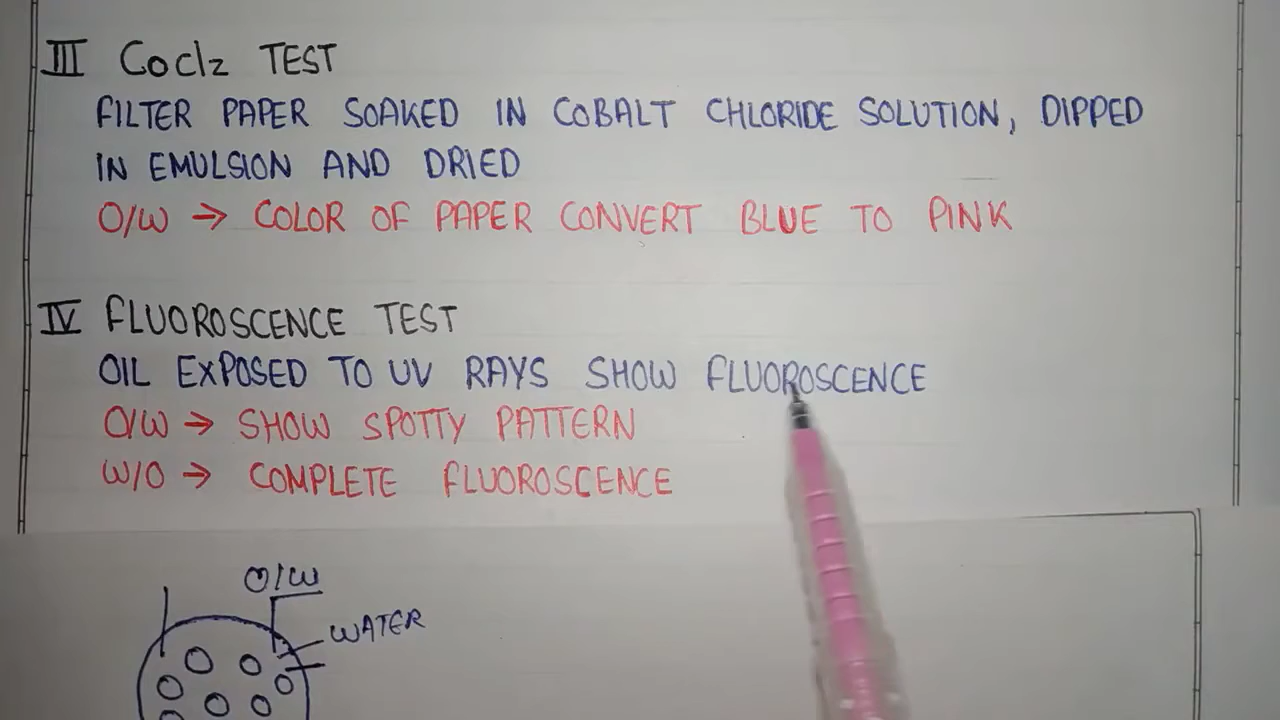 III CoCl2 TEST
FILTER PAPER SOAKED IN COBALT CHLORIDE SOLUTION, DIPPED
IN EMULSION AND DRIED
O/W → COLOR OF PAPER CONVERT BLUE TO PINK
IV FLUOROSCENCE TEST
OIL EXPOSED TO UV RAYS SHOW FLUOROSCENCE
O/W → SHOW SPOTTY PATTERN
W/O → COMPLETE FLUOROSCENCE
O/W
WATER